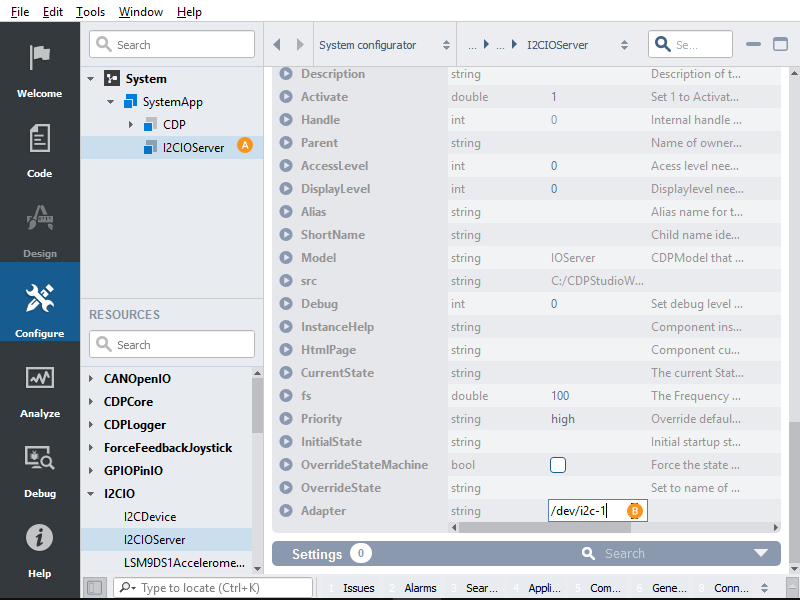 File Edit Tools Window Help
Welcome
Code
Design
Configure
Analyze
Debug
Help
Search
System
SystemApp
CDP
I2CIOServer A
RESOURCES
Search
CANOpenIO
CDPCore
CDPLogger
ForceFeedbackJoystick
GPIOPinIO
I2CIO
I2CDevice
I2CIOServer
LSM9DS1Accelerome...
System configurator ... ... I2CIOServer Se...
Description string Description of t...
Activate double 1 Set 1 to Activat...
Handle int 0 Internal handle ...
Parent string Name of owner...
AccessLevel int 0 Acess level nee...
DisplayLevel int 0 Displaylevel nee...
Alias string Alias name for t...
ShortName string Child name ide...
Model string IOServer CDPModel that ...
src string C:/CDPStudioW...
Debug int 0 Set debug level ...
InstanceHelp string Component ins...
HtmlPage string Component cu...
CurrentState string The current Stat...
fs double 100 The Frequency ...
Priority string high Override defaul...
InitialState string Initial startup st...
OverrideStateMachine bool Force the state ...
OverrideState string Set to name of ...
Adapter string /dev/i2c-1 B
Settings 0 Search
Type to locate (Ctrl+K) 1 Issues 2 Alarms 3 Sear... 4 Appli... 5 Com... 6 Gene... 8 Conn...